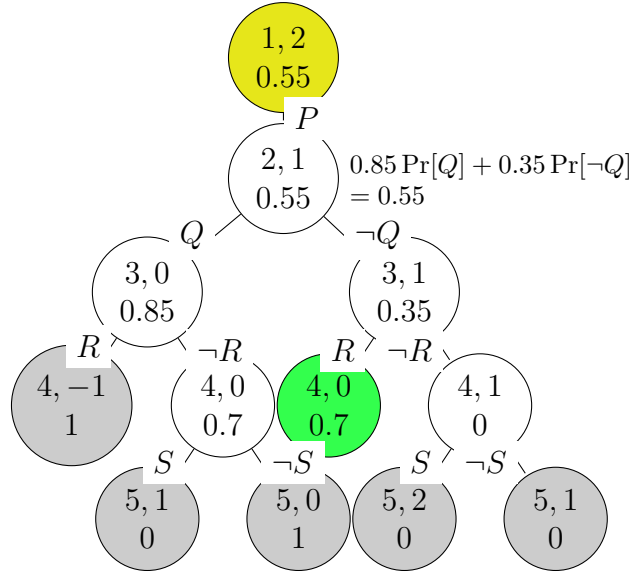 1, 2
0.55
P
2, 1
0.55
0.85 Pr[Q] + 0.35 Pr[¬Q]
= 0.55
Q
¬Q
3, 0
0.85
3, 1
0.35
R
¬R
R
¬R
4, −1
1
4, 0
0.7
4, 0
0.7
4, 1
0
S
¬S
S
¬S
5, 1
0
5, 0
1
5, 2
0
5, 1
0